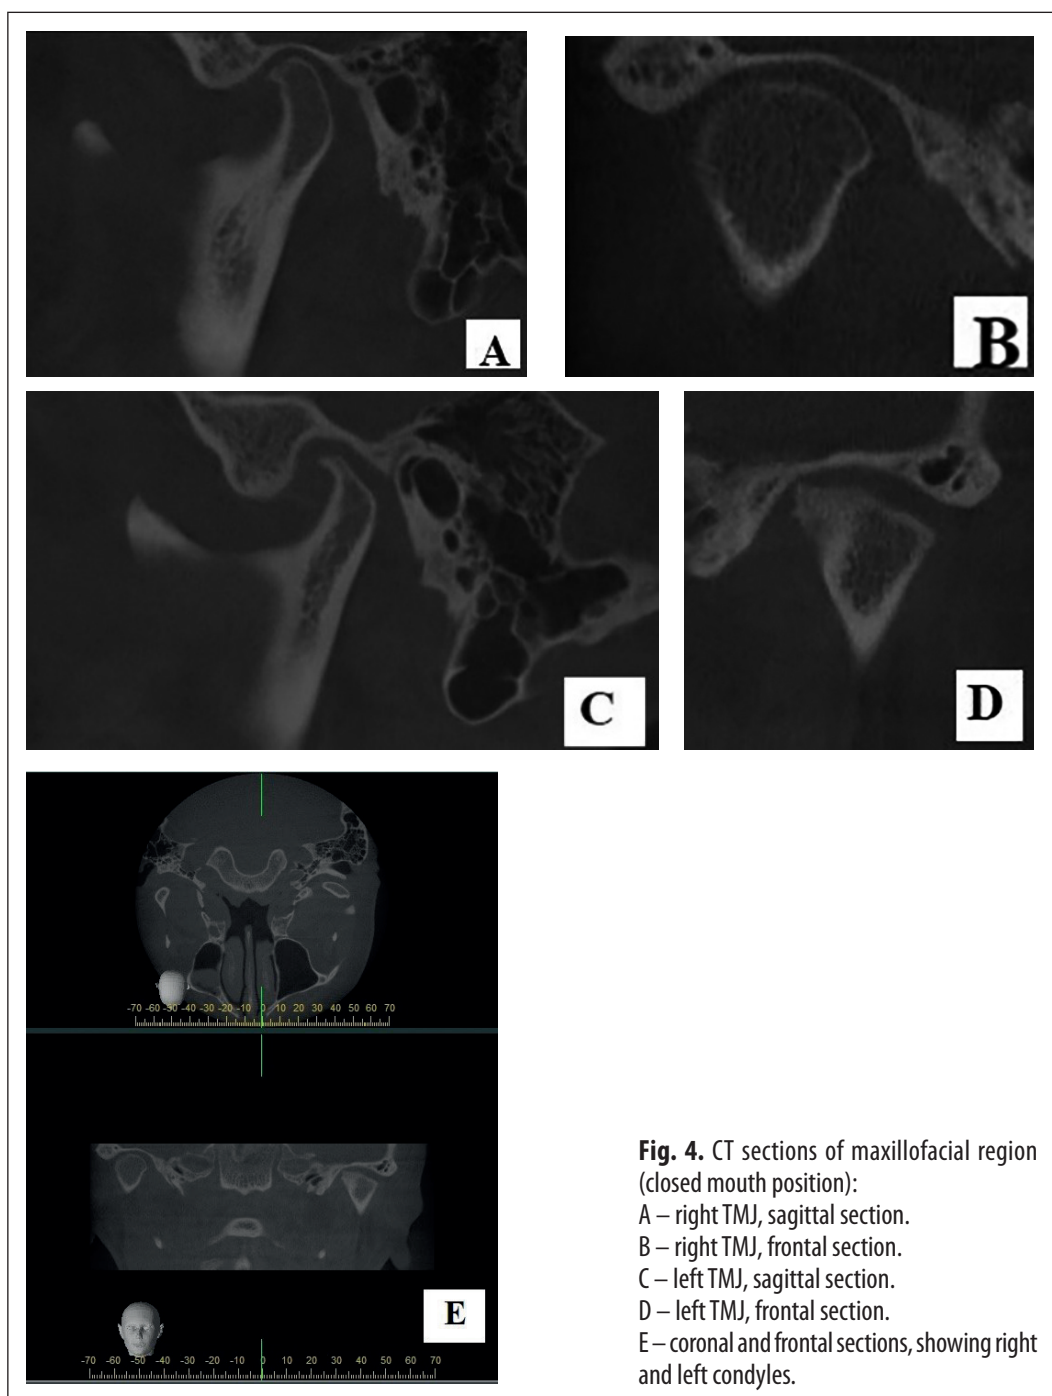 A
B
C
D
-70 -60 -50 -40 -30 -20 -10 0 10 20 30 40 50 60 70
E
-70 -60 -50 -40 -30 -20 -10 0 10 20 30 40 50 60 70
Fig. 4. CT sections of maxillofacial region
(closed mouth position):
A – right TMJ, sagittal section.
B – right TMJ, frontal section.
C – left TMJ, sagittal section.
D – left TMJ, frontal section.
E – coronal and frontal sections, showing right
and left condyles.